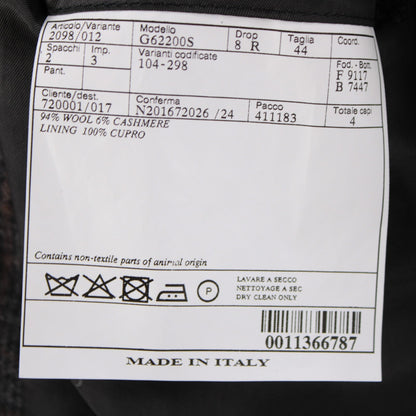 Articolo/Variante Modello Drop Taglia Coord.
2098/012 G62200S 8 R 44
Spacchi Imp. Varianti codificate Fod. - Bott.
2 3 104-298 F 9117
Pant. B 7447
Cliente/dest. Conferma Pacco Totale capi
720001/017 N201672026 /24 411183 4
94% WOOL 6% CASHMERE
LINING 100% CUPRO
Contains non-textile parts of animal origin
P
LAVARE A SECCO
NETTOYAGE A SEC
DRY CLEAN ONLY
0011366787
MADE IN ITALY